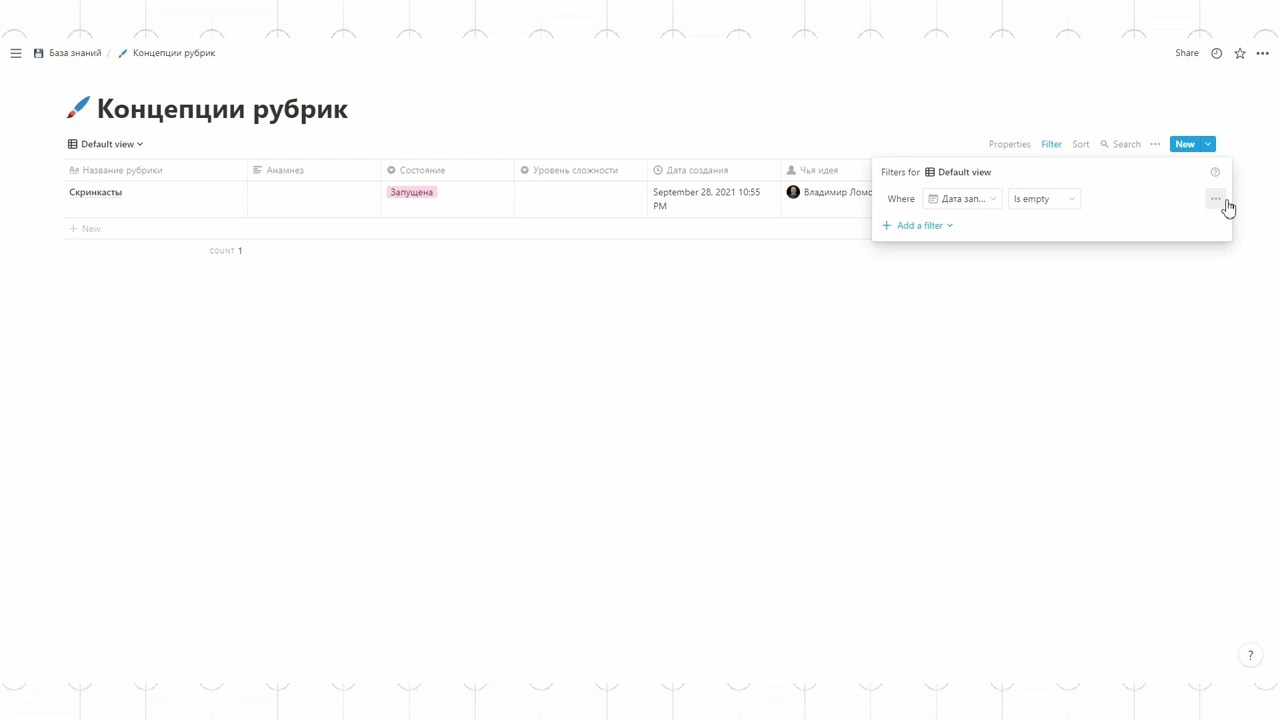 База знаний / Концепции рубрик
Share
Концепции рубрик
Default view
Properties Filter Sort Search New
Название рубрики Анамнез Состояние Уровень сложности Дата создания Чья идея
Скринкасты Запущена September 28, 2021 10:55 PM Владимир Ломо
New
COUNT 1
Filters for Default view
Where Дата зап... Is empty
Add a filter
?